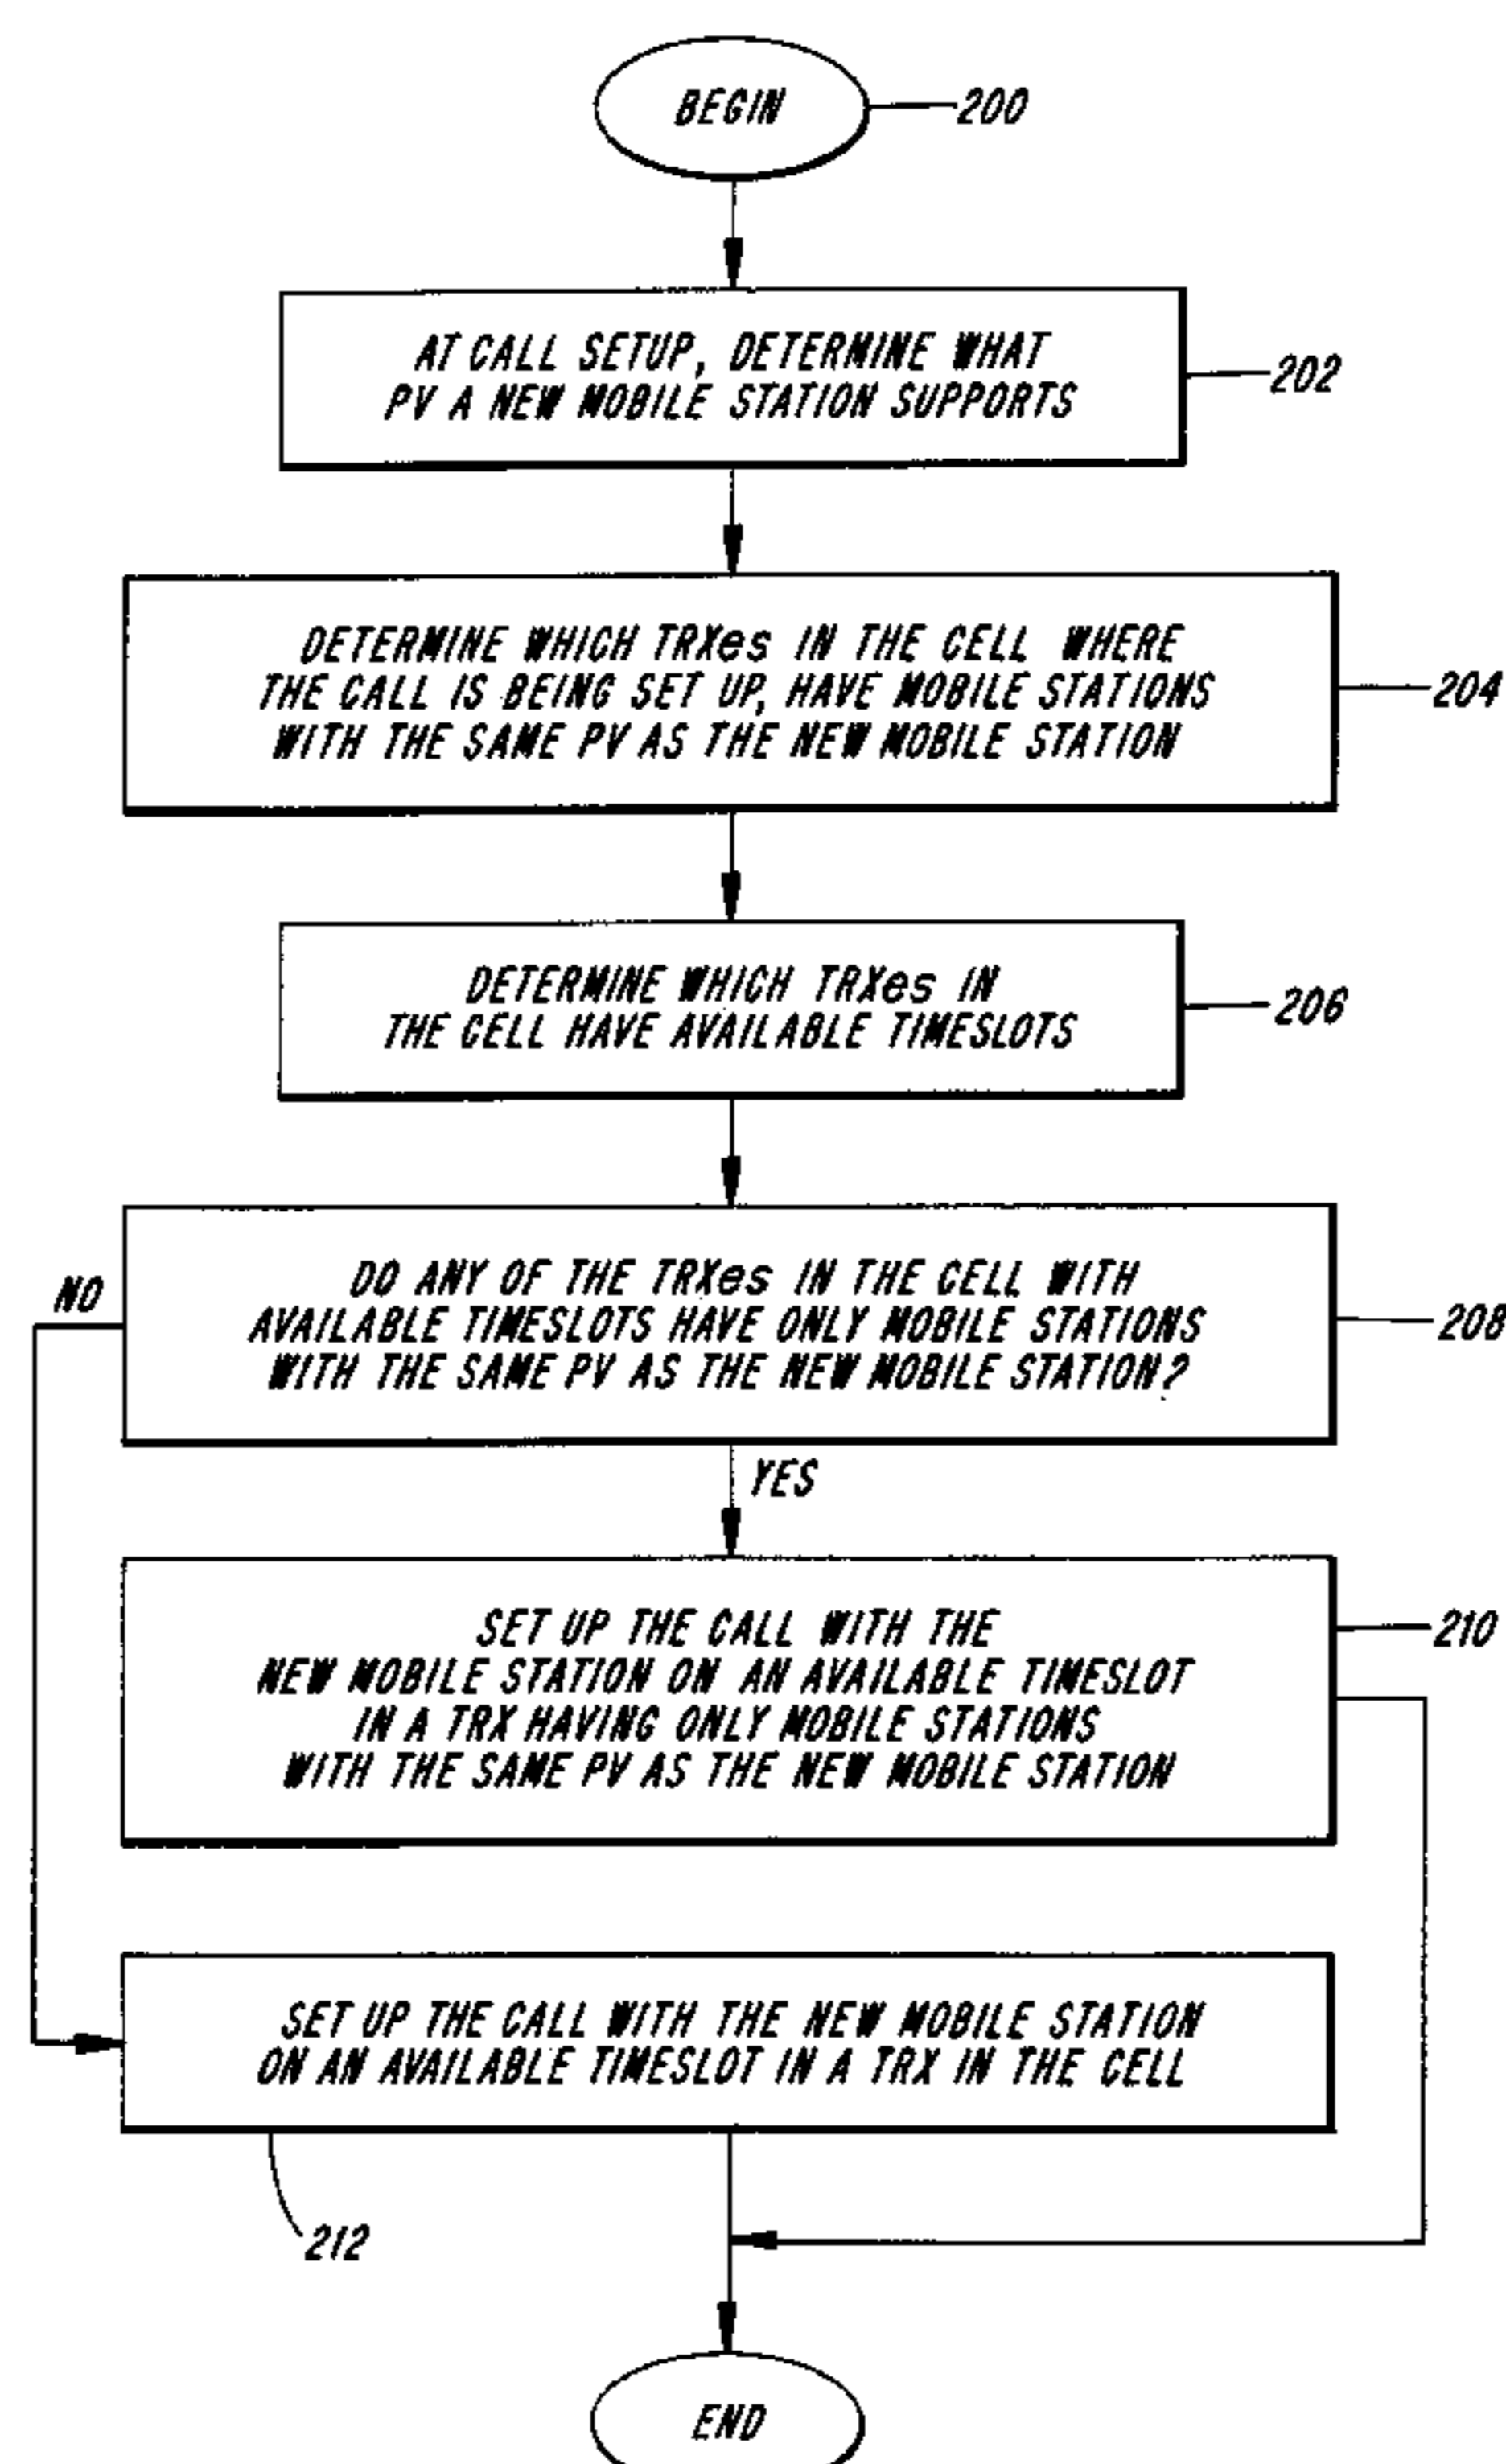 BEGIN
200
AT CALL SETUP, DETERMINE WHAT
PV A NEW MOBILE STATION SUPPORTS
202
DETERMINE WHICH TRXes IN THE CELL WHERE
THE CALL IS BEING SET UP, HAVE MOBILE STATIONS
WITH THE SAME PV AS THE NEW MOBILE STATION
204
DETERMINE WHICH TRXes IN
THE CELL HAVE AVAILABLE TIMESLOTS
206
NO
DO ANY OF THE TRXes IN THE CELL WITH
AVAILABLE TIMESLOTS HAVE ONLY MOBILE STATIONS
WITH THE SAME PV AS THE NEW MOBILE STATION?
208
YES
SET UP THE CALL WITH THE
NEW MOBILE STATION ON AN AVAILABLE TIMESLOT
IN A TRX HAVING ONLY MOBILE STATIONS
WITH THE SAME PV AS THE NEW MOBILE STATION
210
SET UP THE CALL WITH THE NEW MOBILE STATION
ON AN AVAILABLE TIMESLOT IN A TRX IN THE CELL
212
END